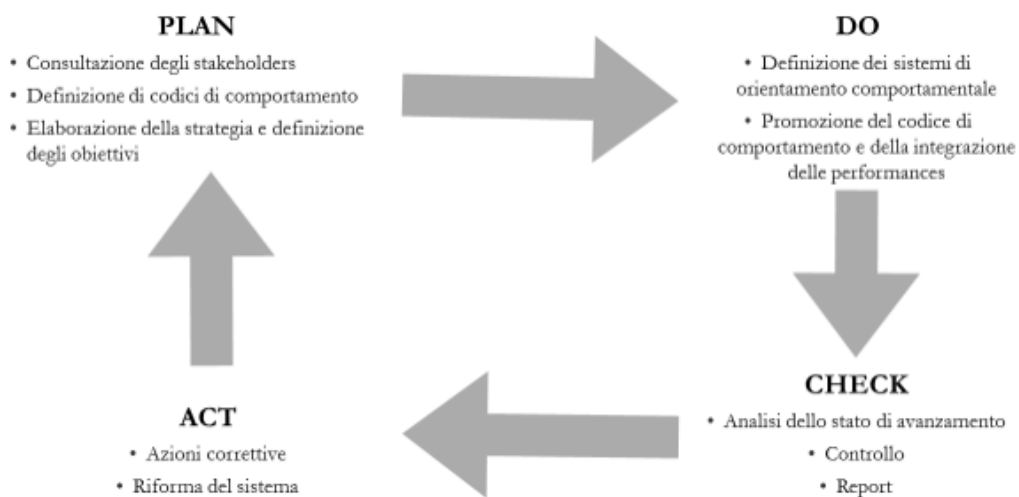 PLAN
• Consultazione degli stakeholders
• Definizione di codici di comportamento
• Elaborazione della strategia e definizione
degli obiettivi
DO
• Definizione dei sistemi di
orientamento comportamentale
• Promozione del codice di
comportamento e della integrazione
delle performances
CHECK
• Analisi dello stato di avanzamento
• Controllo
• Report
ACT
• Azioni correttive
• Riforma del sistema